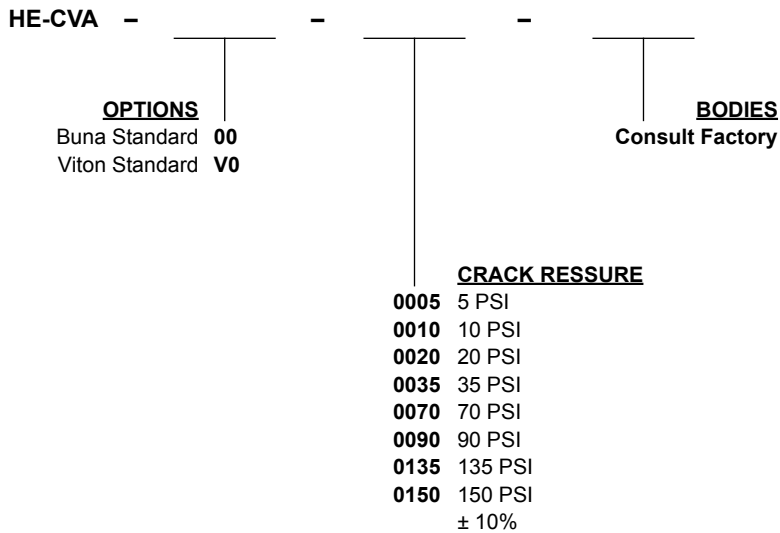 HE-CVA – – –
OPTIONS
Buna Standard 00
Viton Standard V0
BODIES
Consult Factory
CRACK RESSURE
0005 5 PSI
0010 10 PSI
0020 20 PSI
0035 35 PSI
0070 70 PSI
0090 90 PSI
0135 135 PSI
0150 150 PSI
± 10%